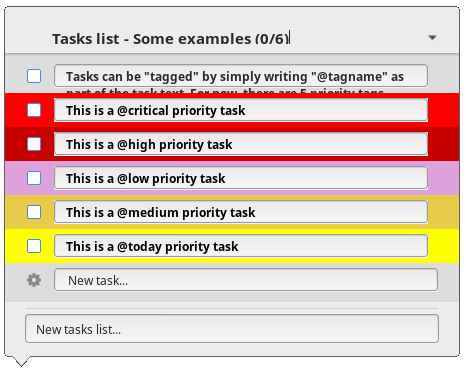 Tasks list - Some examples (0/6)
Tasks can be "tagged" by simply writing "@tagname" as
part of the task text. For now, there are 5 priority tags
This is a @critical priority task
This is a @high priority task
This is a @low priority task
This is a @medium priority task
This is a @today priority task
New task...
New tasks list...